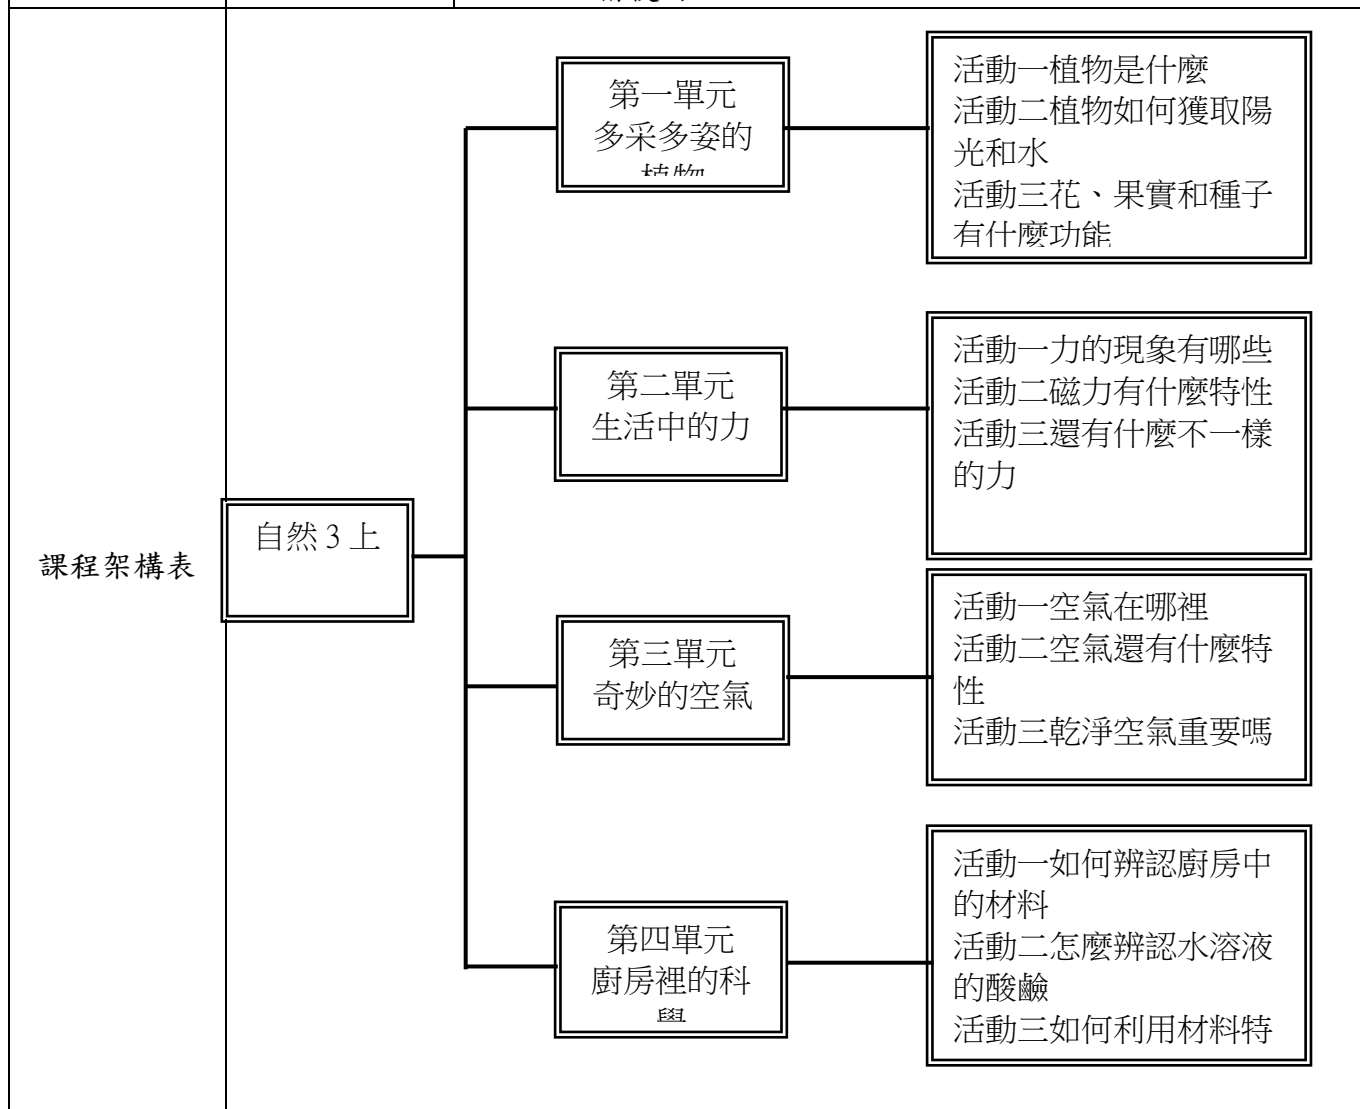 課程架構表
自然 3 上
第一單元
多采多姿的
植物
活動一植物是什麼
活動二植物如何獲取陽
光和水
活動三花、果實和種子
有什麼功能
第二單元
生活中的力
活動一力的現象有哪些
活動二磁力有什麼特性
活動三還有什麼不一樣
的力
第三單元
奇妙的空氣
活動一空氣在哪裡
活動二空氣還有什麼特
性
活動三乾淨空氣重要嗎
第四單元
廚房裡的科
學
活動一如何辨認廚房中
的材料
活動二怎麼辨認水溶液
的酸鹼
活動三如何利用材料特